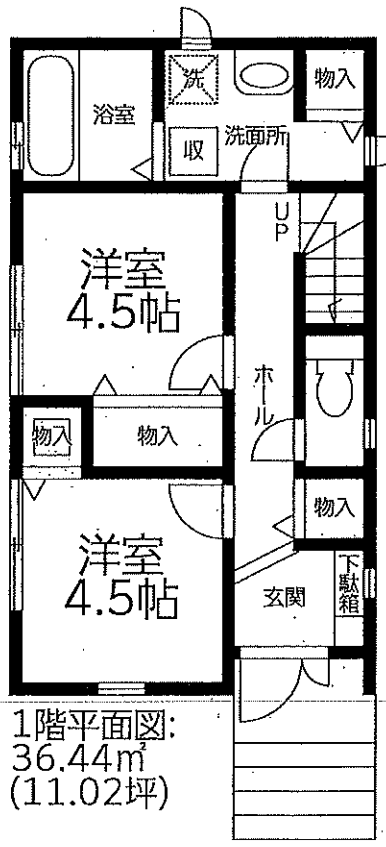 洗
物入
浴室
収
洗面所
UP
洋室
4.5帖
ホール
物入
物入
物入
洋室
4.5帖
玄関
下駄箱
1階平面図:
36.44㎡
(11.02坪)